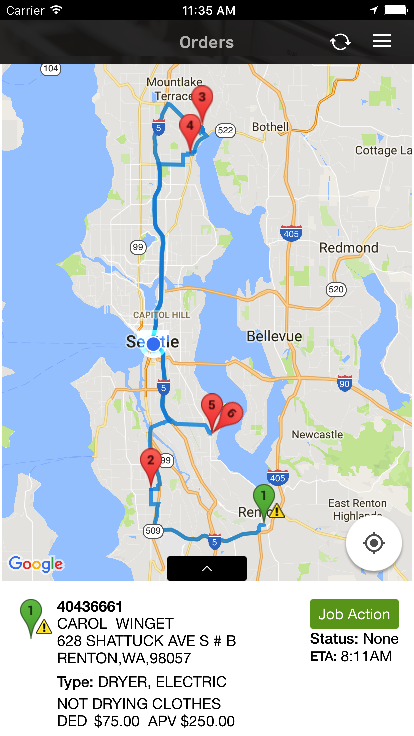 Carrier 11:35 AM
Orders
104
Mountlake
Terrace
3
4
5
522
Bothell
Cottage La
99
405
Redmond
520
CAPITOL HILL
Seattle
Bellevue
5
90
5
6
Newcastle
2
99
405
1
Renton
East Renton
Highlands
509
5
Google
1
40436661
CAROL WINGET
628 SHATTUCK AVE S # B
RENTON,WA,98057
Type: DRYER, ELECTRIC
NOT DRYING CLOTHES
DED $75.00 APV $250.00
Job Action
Status: None
ETA: 8:11AM